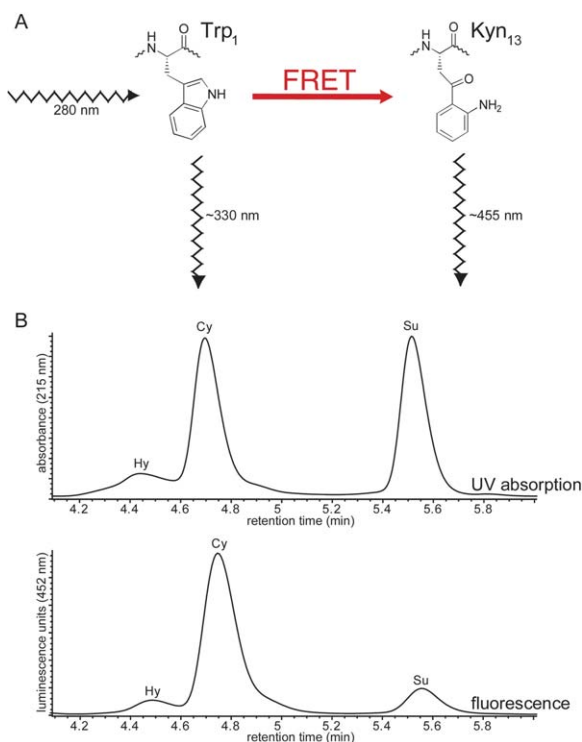 A
Trp1
Kyn13
H
N
O
H
N
O
FRET
280 nm
O
NH
NH2
~330 nm
~455 nm
B
absorbance (215 nm)
Hy
Cy
Su
UV absorption
4.2 4.4 4.6 4.8 5 5.2 5.4 5.6 5.8
retention time (min)
luminescence units (452 nm)
Hy
Cy
Su
fluorescence
4.2 4.4 4.6 4.8 5 5.2 5.4 5.6 5.8
retention time (min)